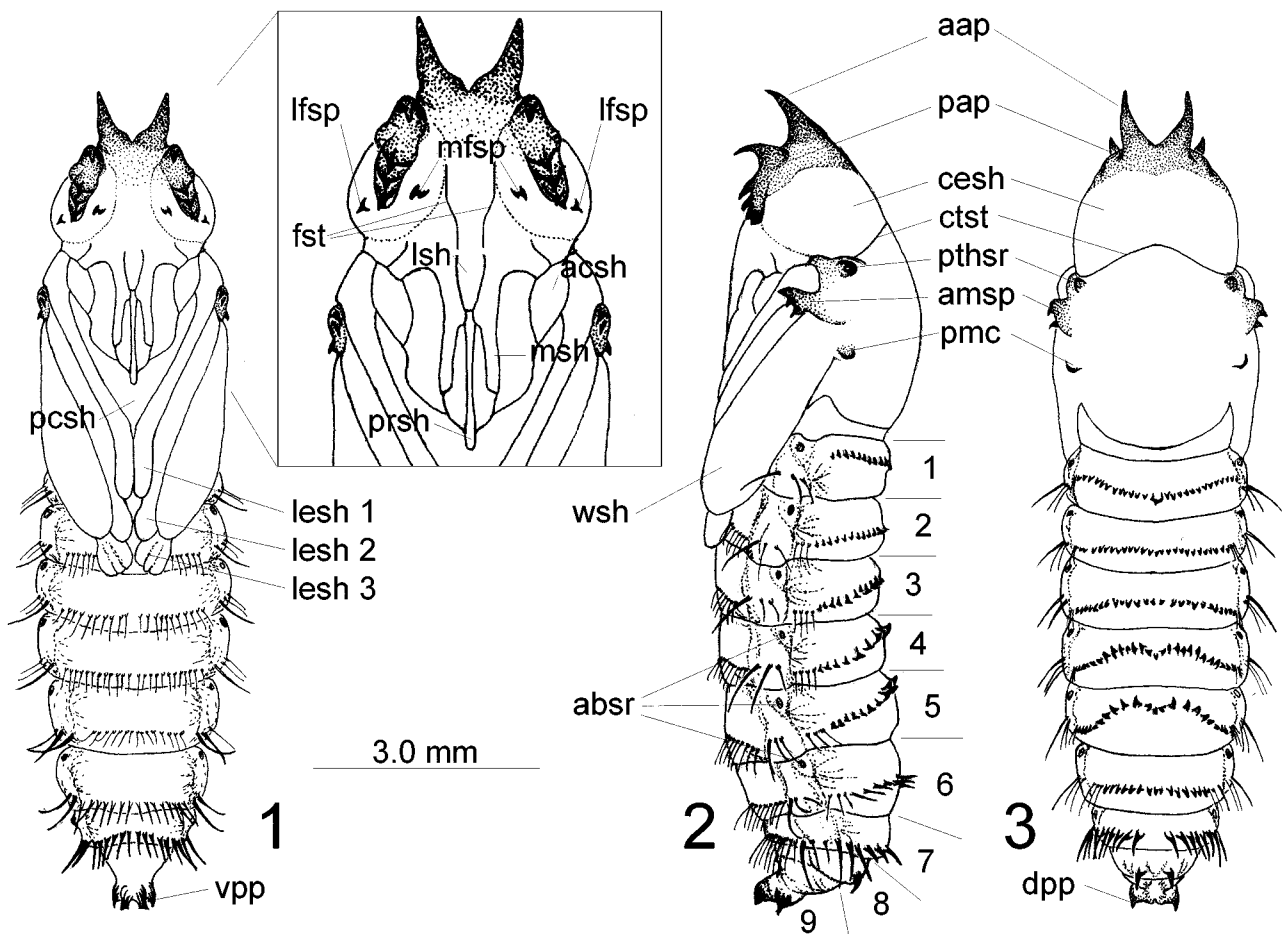 aap
pap
cesh
ctst
pthsr
amsp
pmc
lfsp
lfsp
mfsp
fst
lsh
acsh
msh
prsh
pcsh
lesh 1
lesh 2
lesh 3
wsh
absr
3.0 mm
1
2
3
4
5
6
7
8
9
1
2
3
vpp
dpp